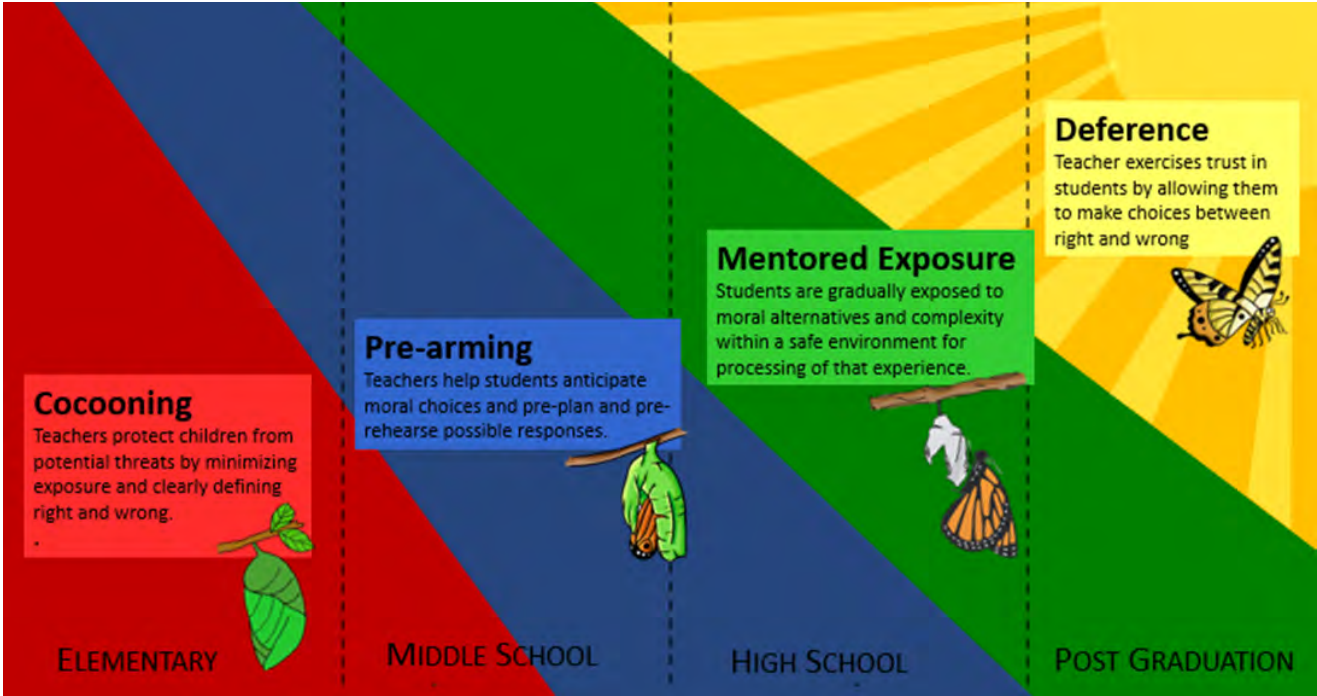 Cocooning
Teachers protect children from
potential threats by minimizing
exposure and clearly defining
right and wrong.
.
ELEMENTARY
Pre-arming
Teachers help students anticipate
moral choices and pre-plan and pre-
rehearse possible responses.
MIDDLE SCHOOL
Mentored Exposure
Students are gradually exposed to
moral alternatives and complexity
within a safe environment for
processing of that experience.
HIGH SCHOOL
Deference
Teacher exercises trust in
students by allowing them
to make choices between
right and wrong
POST GRADUATION